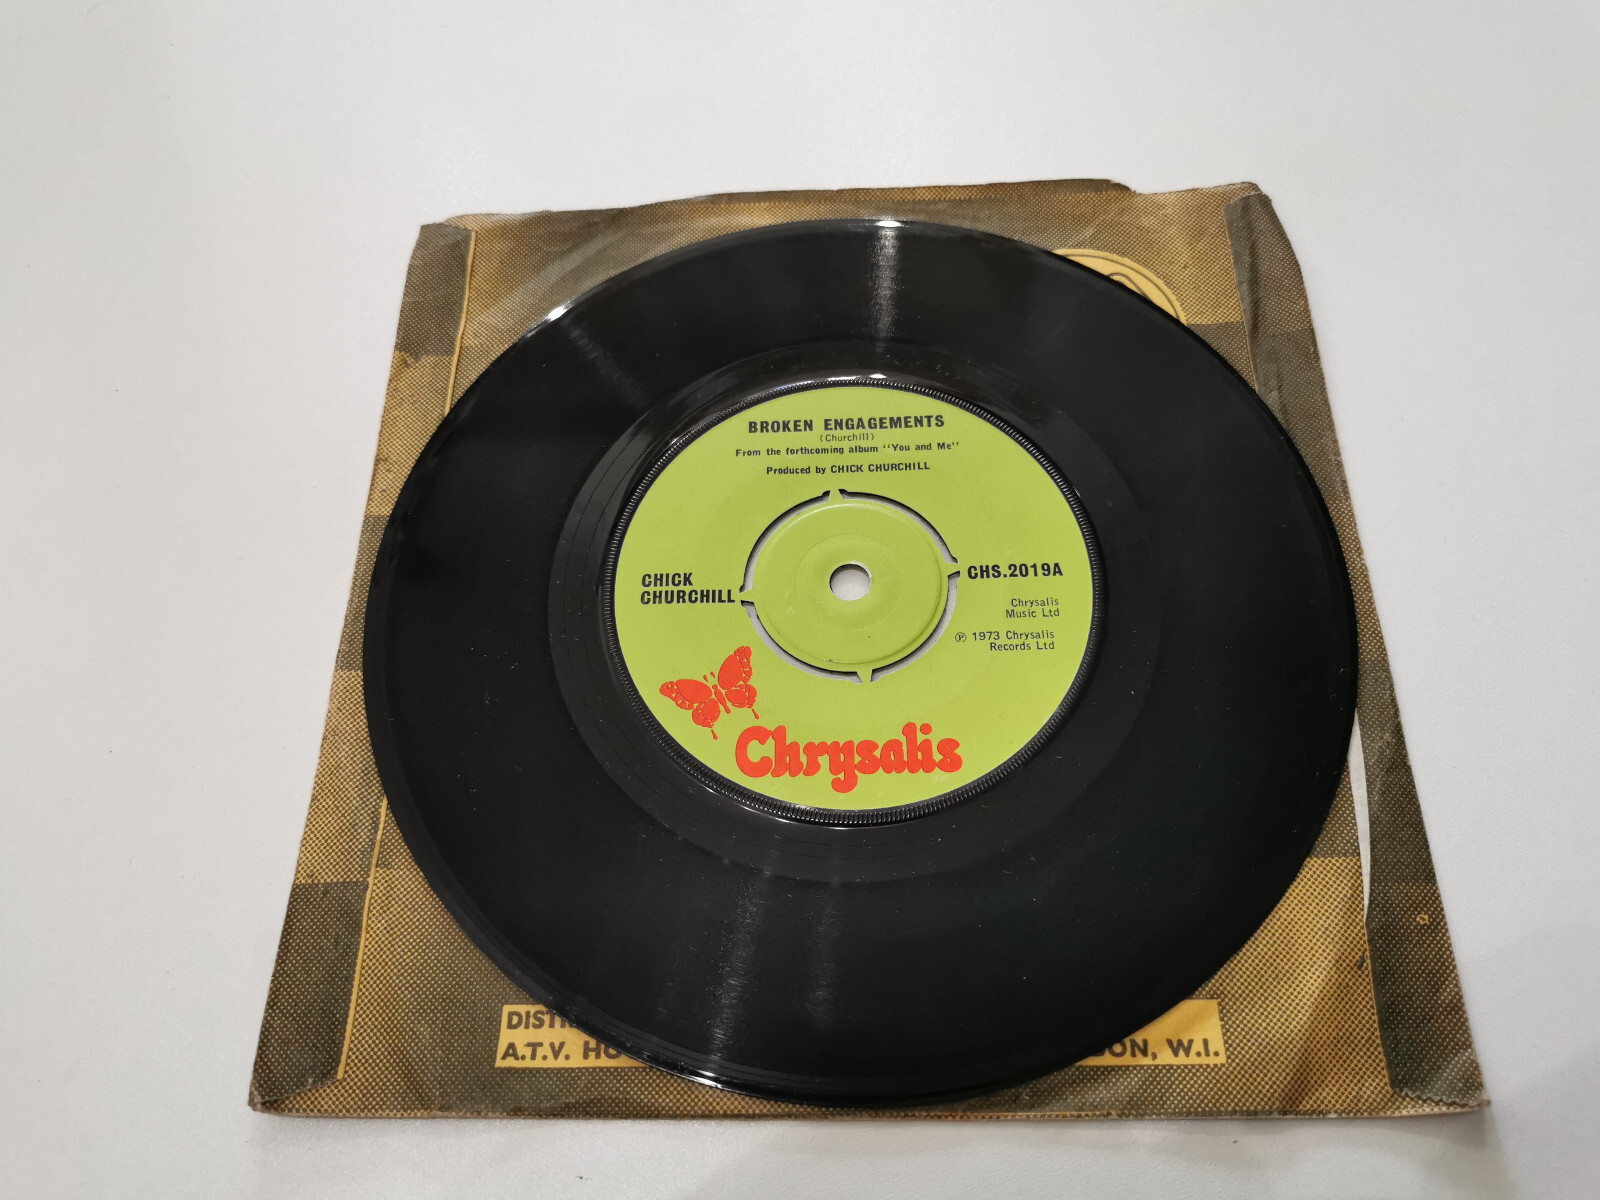 BROKEN ENGAGEMENTS
(Churchill)
From the forthcoming album "You and Me"
Produced by CHICK CHURCHILL
CHICK
CHURCHILL
CHS.2019A
Chrysalis
Music Ltd
℗ 1973 Chrysalis
Records Ltd
Chrysalis
A.T.V. W.I.